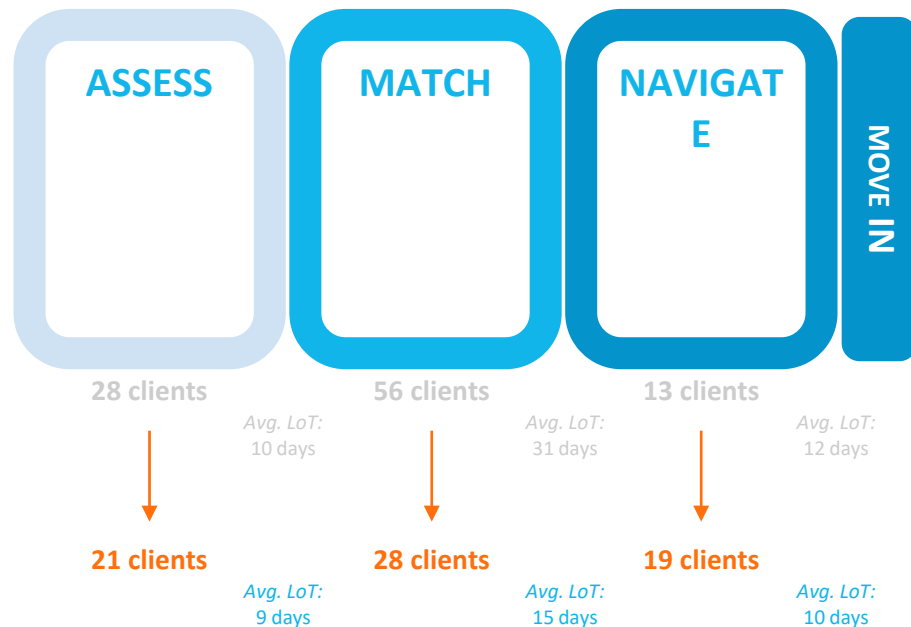 ASSESS
MATCH
NAVIGAT
E
MOVE IN
28 clients
56 clients
13 clients
Avg. LoT:
10 days
Avg. LoT:
31 days
Avg. LoT:
12 days
21 clients
28 clients
19 clients
Avg. LoT:
9 days
Avg. LoT:
15 days
Avg. LoT:
10 days